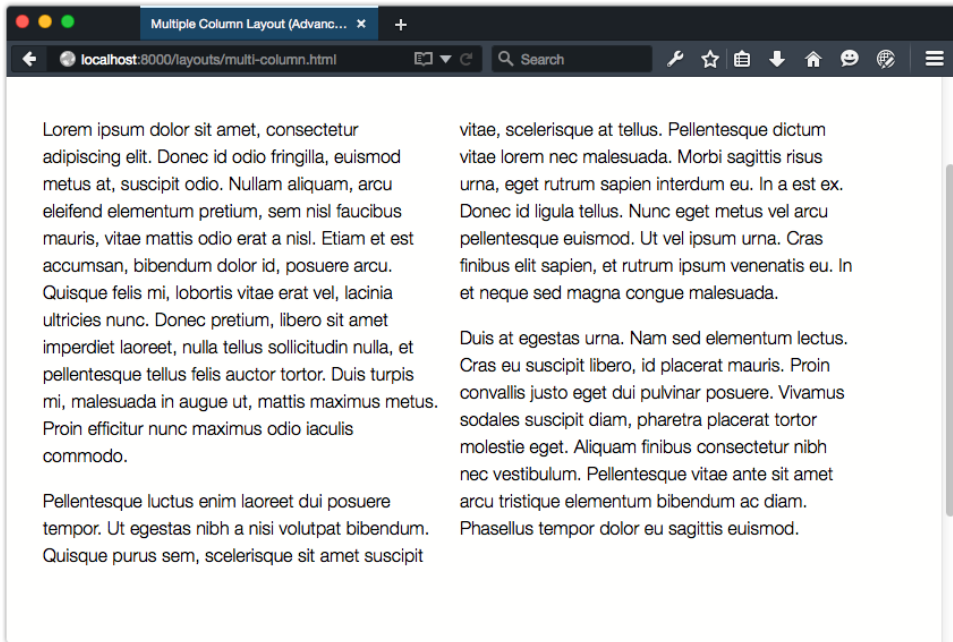 Multiple Column Layout (Advanc...
localhost:8000/layouts/multi-column.html
Search
Lorem ipsum dolor sit amet, consectetur
adipiscing elit. Donec id odio fringilla, euismod
metus at, suscipit odio. Nullam aliquam, arcu
eleifend elementum pretium, sem nisl faucibus
mauris, vitae mattis odio erat a nisl. Etiam et est
accumsan, bibendum dolor id, posuere arcu.
Quisque felis mi, lobortis vitae erat vel, lacinia
ultricies nunc. Donec pretium, libero sit amet
imperdiet laoreet, nulla tellus sollicitudin nulla, et
pellentesque tellus felis auctor tortor. Duis turpis
mi, malesuada in augue ut, mattis maximus metus.
Proin efficitur nunc maximus odio iaculis
commodo.
Pellentesque luctus enim laoreet dui posuere
tempor. Ut egestas nibh a nisi volutpat bibendum.
Quisque purus sem, scelerisque sit amet suscipit
vitae, scelerisque at tellus. Pellentesque dictum
vitae lorem nec malesuada. Morbi sagittis risus
urna, eget rutrum sapien interdum eu. In a est ex.
Donec id ligula tellus. Nunc eget metus vel arcu
pellentesque euismod. Ut vel ipsum urna. Cras
finibus elit sapien, et rutrum ipsum venenatis eu. In
et neque sed magna congue malesuada.
Duis at egestas urna. Nam sed elementum lectus.
Cras eu suscipit libero, id placerat mauris. Proin
convallis justo eget dui pulvinar posuere. Vivamus
sodales suscipit diam, pharetra placerat tortor
molestie eget. Aliquam finibus consectetur nibh
nec vestibulum. Pellentesque vitae ante sit amet
arcu tristique elementum bibendum ac diam.
Phasellus tempor dolor eu sagittis euismod.